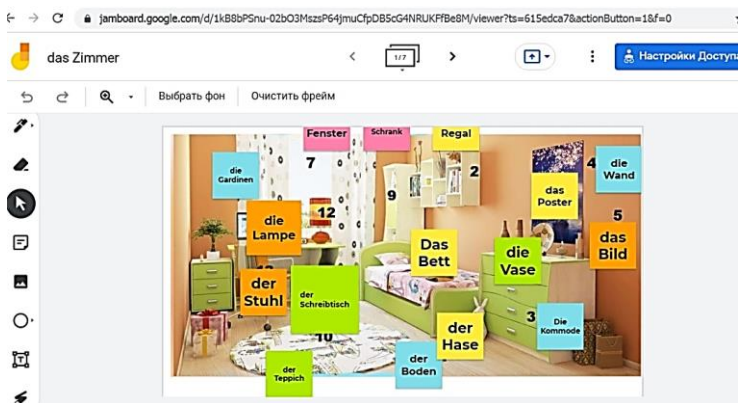 jamboard.google.com/d/1kB8bPSnu-02bO3MszsP64jmuCfpDB5cG4NRUKFfBe8M/viewer?ts=615edca7&actionButton=1&f=0
das Zimmer
1/7
Настройки Доступа
Выбрать фон
Очистить фрейм
Fenster
Schrank
Regal
7
die
Gardinen
9
2
4
die
Wand
das
Poster
12
die
Lampe
5
das
Bild
Das
Bett
die
Vase
der
Stuhl
der
Schreibtisch
10
der
Hase
3
Die
Kommode
der
Boden
der
Teppich